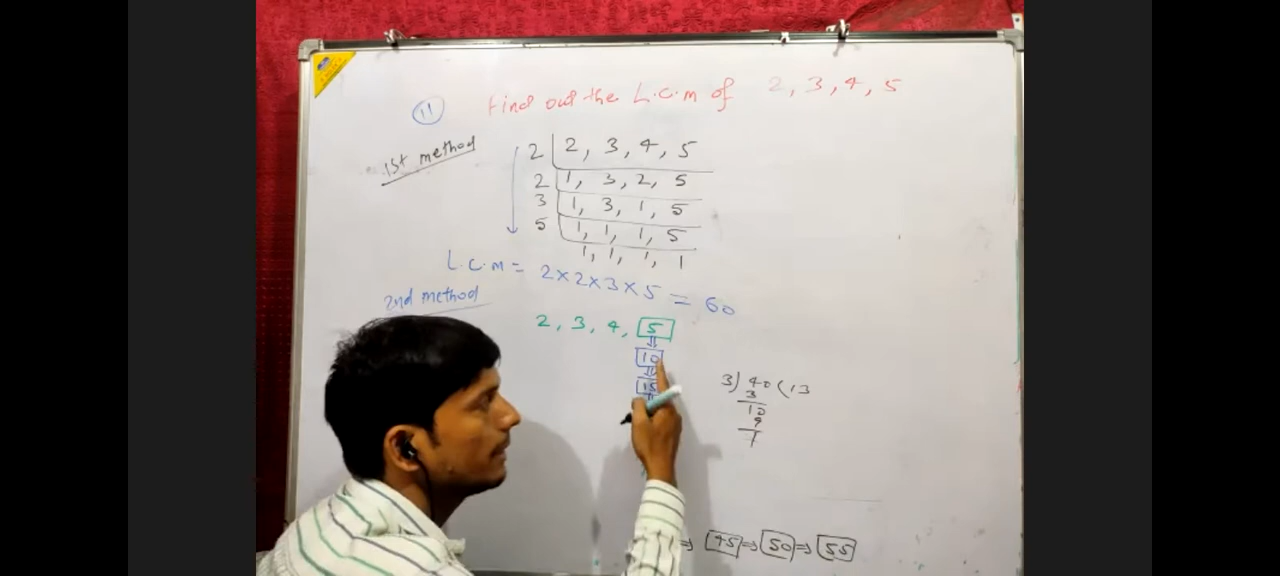 11 Find out the L.C.M of 2, 3, 4, 5
1st method
2 | 2, 3, 4, 5
2 | 1, 3, 2, 5
3 | 1, 3, 1, 5
5 | 1, 1, 1, 5
1, 1, 1, 1
L.C.M = 2×2×3×5 = 60
2nd method
2, 3, 4, 5
⇓
10
⇓
15
3) 40 (13
3
10
9
1
⇒ 45 ⇒ 50 ⇒ 55